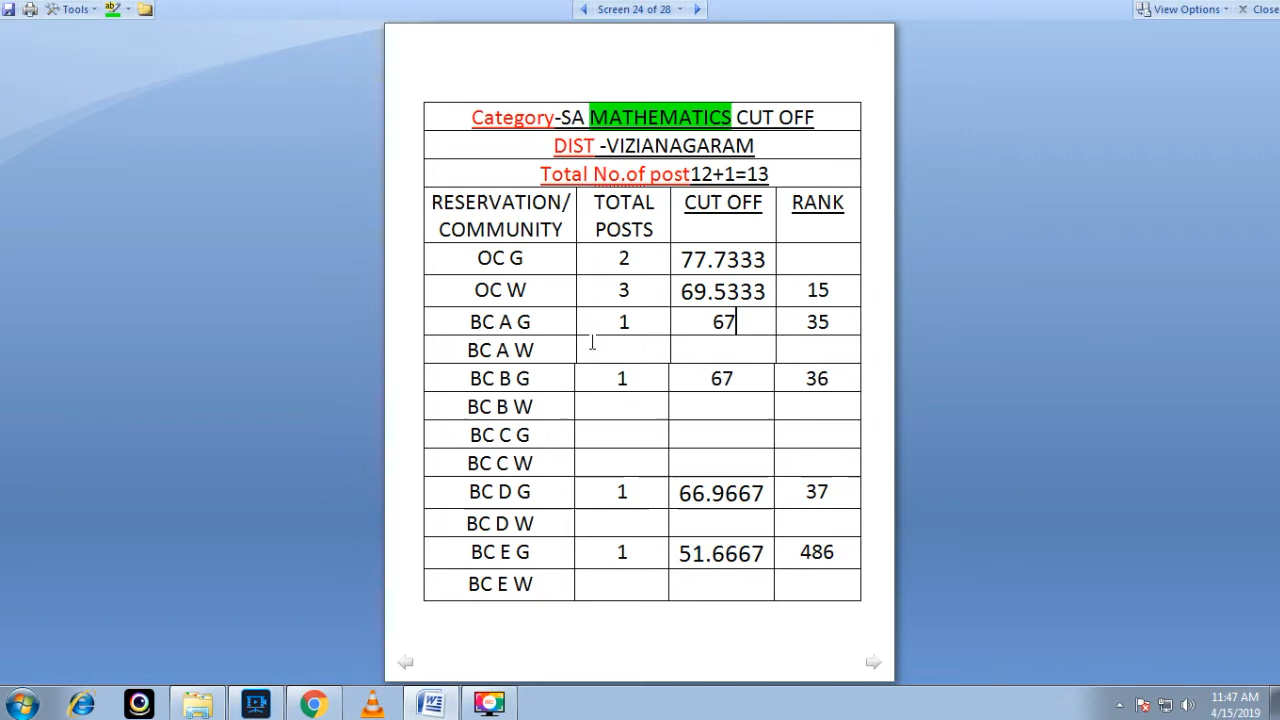 Tools
Screen 24 of 28
View Options
Close
Category-SA MATHEMATICS CUT OFF
DIST -VIZIANAGARAM
Total No.of post12+1=13
RESERVATION/ COMMUNITY TOTAL POSTS CUT OFF RANK
OC G 2 77.7333
OC W 3 69.5333 15
BC A G 1 67 35
BC A W
BC B G 1 67 36
BC B W
BC C G
BC C W
BC D G 1 66.9667 37
BC D W
BC E G 1 51.6667 486
BC E W
11:47 AM
4/15/2019